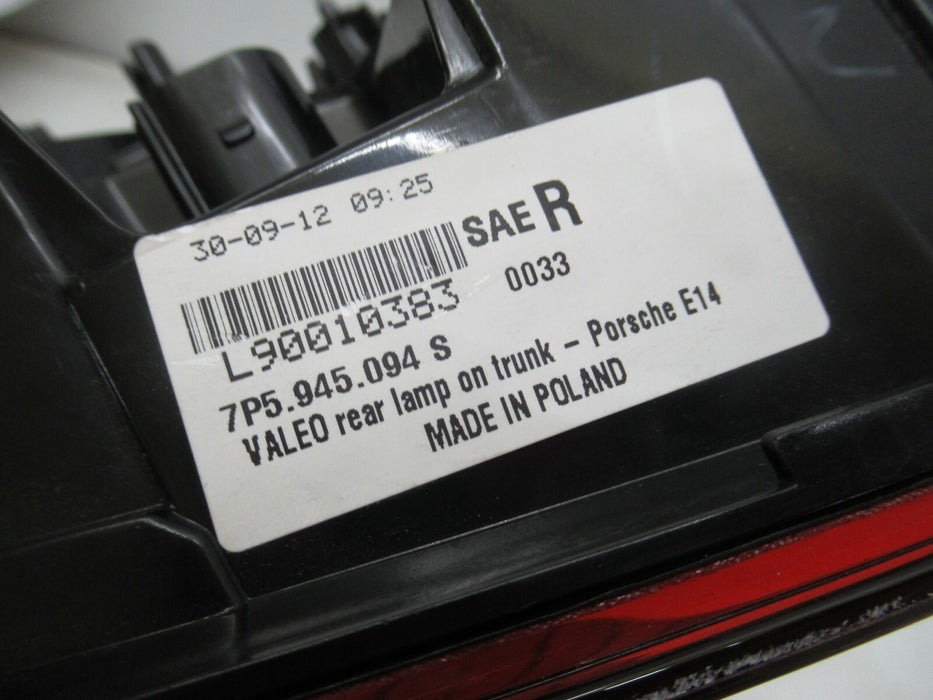 30-09-12 09:25
SAE R
L90010383 0033
7P5.945.094 S
VALEO rear lamp on trunk – Porsche E14
MADE IN POLAND